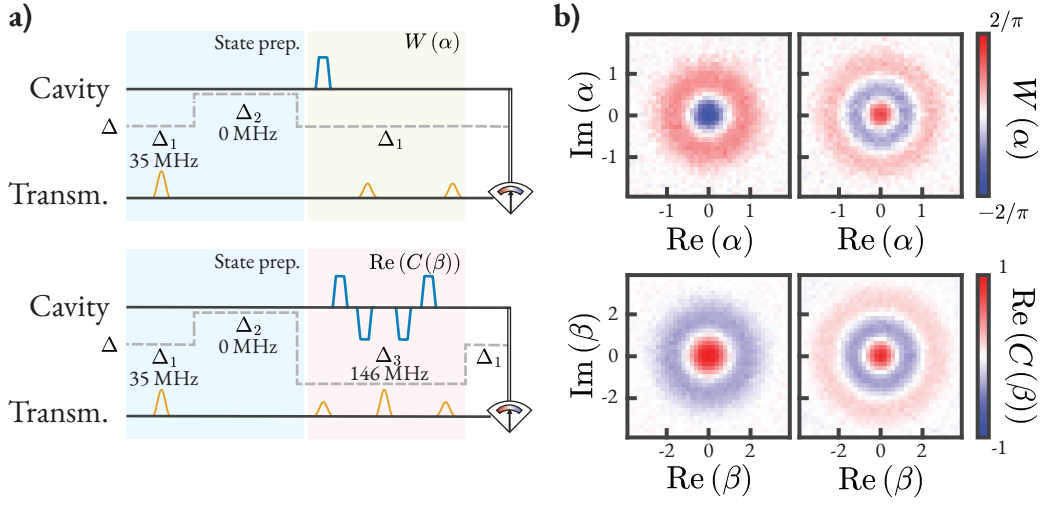 a)
State prep.
W (α)
Cavity
Δ
Δ₂
0 MHz
Δ₁
35 MHz
Δ₁
Transm.
State prep.
Re (C(β))
Cavity
Δ
Δ₂
0 MHz
Δ₁
35 MHz
Δ₃
146 MHz
Δ₁
Transm.
b)
2/π
W (α)
−2/π
Im (α)
1
0
-1
-1 0 1
-1 0 1
Re (α)
Re (α)
1
Re (C(β))
-1
Im (β)
2
0
-2
-2 0 2
-2 0 2
Re (β)
Re (β)